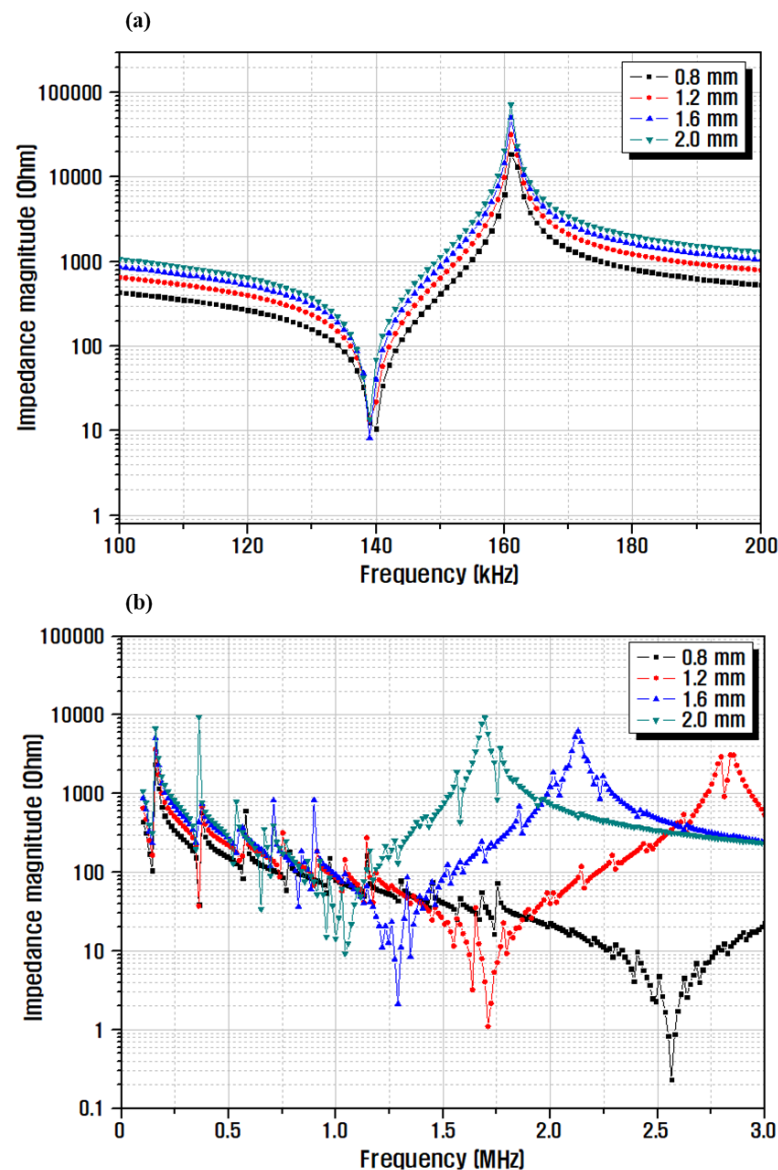 (a)
Impedance magnitude (Ohm)
100000
10000
1000
100
10
1
0.8 mm
1.2 mm
1.6 mm
2.0 mm
100 120 140 160 180 200
Frequency (kHz)
(b)
Impedance magnitude (Ohm)
100000
10000
1000
100
10
1
0.1
0.8 mm
1.2 mm
1.6 mm
2.0 mm
0 0.5 1.0 1.5 2.0 2.5 3.0
Frequency (MHz)